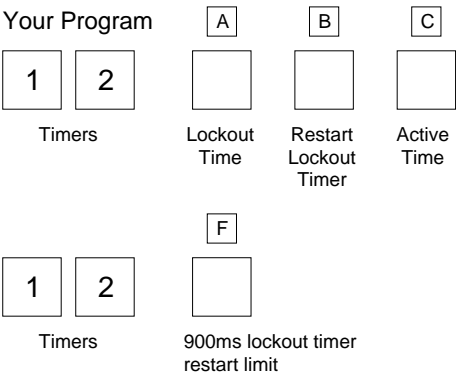 Your Program A B C
1 2
Timers Lockout Restart Active
Time Lockout Time
Timer
F
1 2
Timers 900ms lockout timer
restart limit